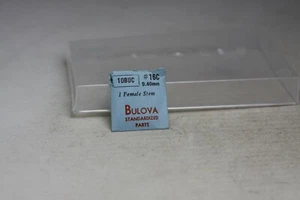 10BUC #16C
9.40mm
1 Female Stem
BULOVA
STANDARDIZED
PARTS